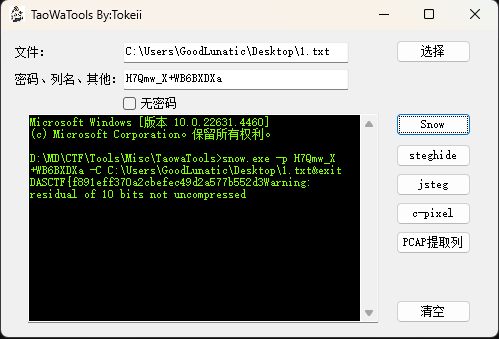 TaoWaTools By:Tokeii
文件: C:\Users\GoodLunatic\Desktop\1.txt 选择
密码、列名、其他: H7Qmw_X+WB6BXDXa
无密码
Microsoft Windows [版本 10.0.22631.4460]
(c) Microsoft Corporation。保留所有权利。
D:\MD\CTF\Tools\Misc\TaowaTools>snow.exe -p H7Qmw_X
+WB6BXDXa -C C:\Users\GoodLunatic\Desktop\1.txt&exit
DASCTF{f891eff370a2cbefec49d2a577b552d3Warning:
residual of 10 bits not uncompressed
Snow
steghide
jsteg
c-pixel
PCAP提取列
清空